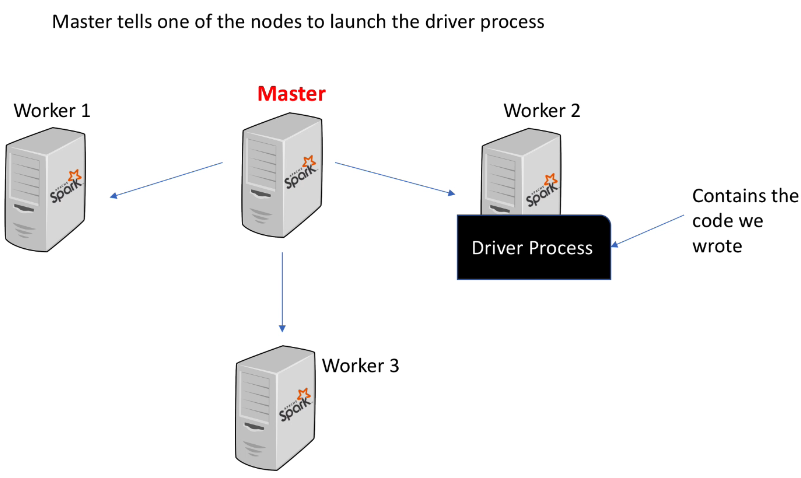 Master tells one of the nodes to launch the driver process
Master
Worker 1
Worker 2
Spark
Spark
Spark
Contains the
code we
wrote
Driver Process
Worker 3
Spark